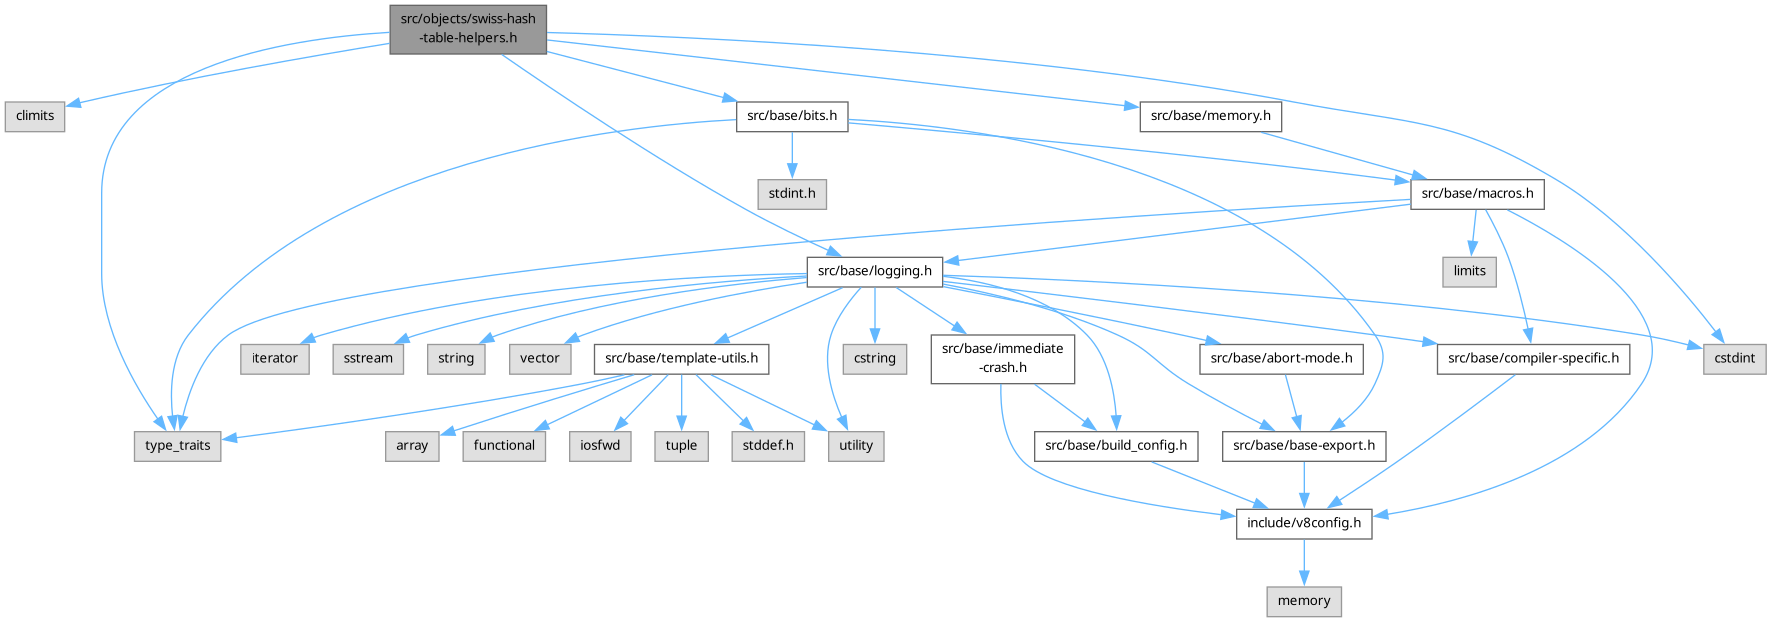 src/objects/swiss-hash
-table-helpers.h
climits
src/base/bits.h
src/base/memory.h
stdint.h
src/base/macros.h
src/base/logging.h
limits
iterator
sstream
string
vector
src/base/template-utils.h
cstring
src/base/immediate
-crash.h
src/base/abort-mode.h
src/base/compiler-specific.h
cstdint
type_traits
array
functional
iosfwd
tuple
stddef.h
utility
src/base/build_config.h
src/base/base-export.h
include/v8config.h
memory